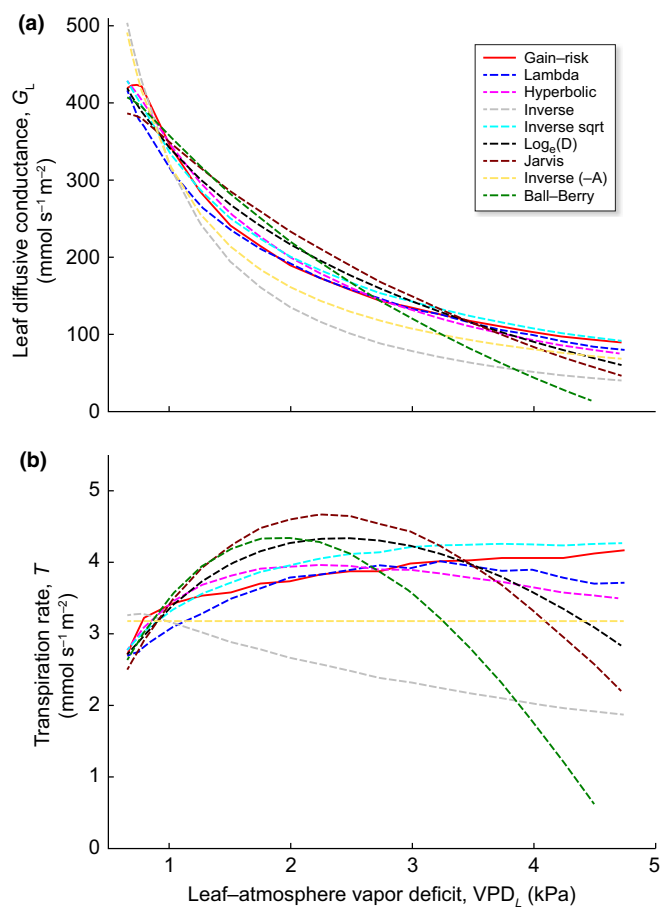 (a)
Leaf diffusive conductance, G_L
(mmol s⁻¹ m⁻²)
500
400
300
200
100
0
Gain–risk
Lambda
Hyperbolic
Inverse
Inverse sqrt
Logₑ(D)
Jarvis
Inverse (–A)
Ball–Berry
(b)
Transpiration rate, T
(mmol s⁻¹ m⁻²)
5
4
3
2
1
0
1 2 3 4 5
Leaf–atmosphere vapor deficit, VPD_L (kPa)